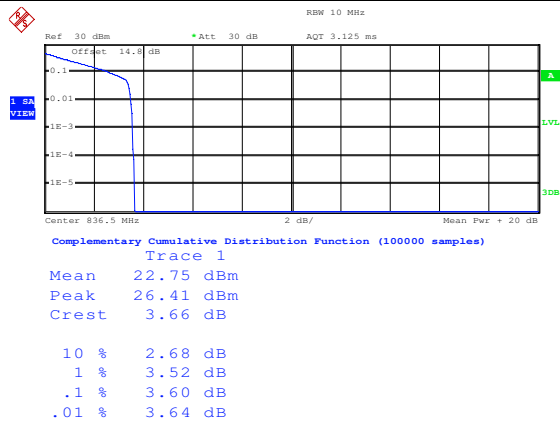 RBW 10 MHz
Ref 30 dBm *Att 30 dB AQT 3.125 ms
Offset 14.8 dB
0.1
A
0.01
1 SA
VIEW
1E-3
LVL
1E-4
1E-5
3DB
Center 836.5 MHz 2 dB/ Mean Pwr + 20 dB
Complementary Cumulative Distribution Function (100000 samples)
Trace 1
Mean 22.75 dBm
Peak 26.41 dBm
Crest 3.66 dB
10 % 2.68 dB
1 % 3.52 dB
.1 % 3.60 dB
.01 % 3.64 dB